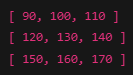 [ 90, 100, 110 ]
[ 120, 130, 140 ]
[ 150, 160, 170 ]